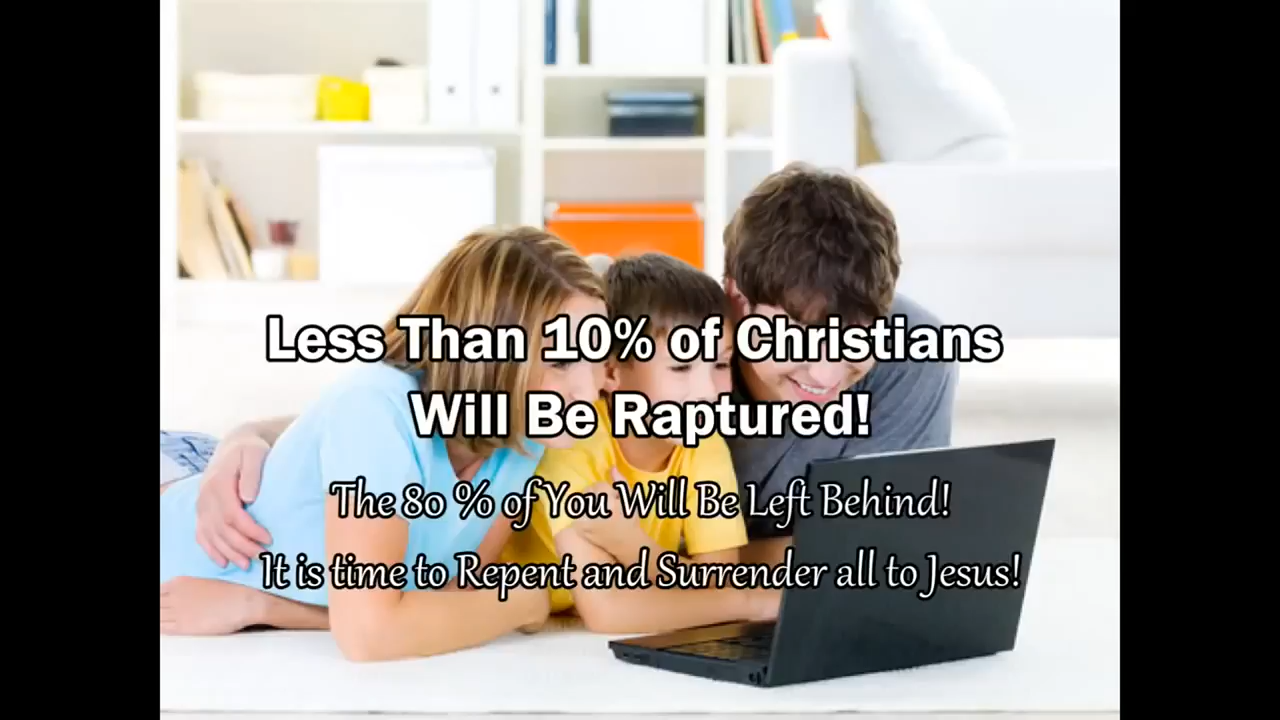 Less Than 10% of Christians
Will Be Raptured!
The 80 % of You Will Be Left Behind!
It is time to Repent and Surrender all to Jesus!